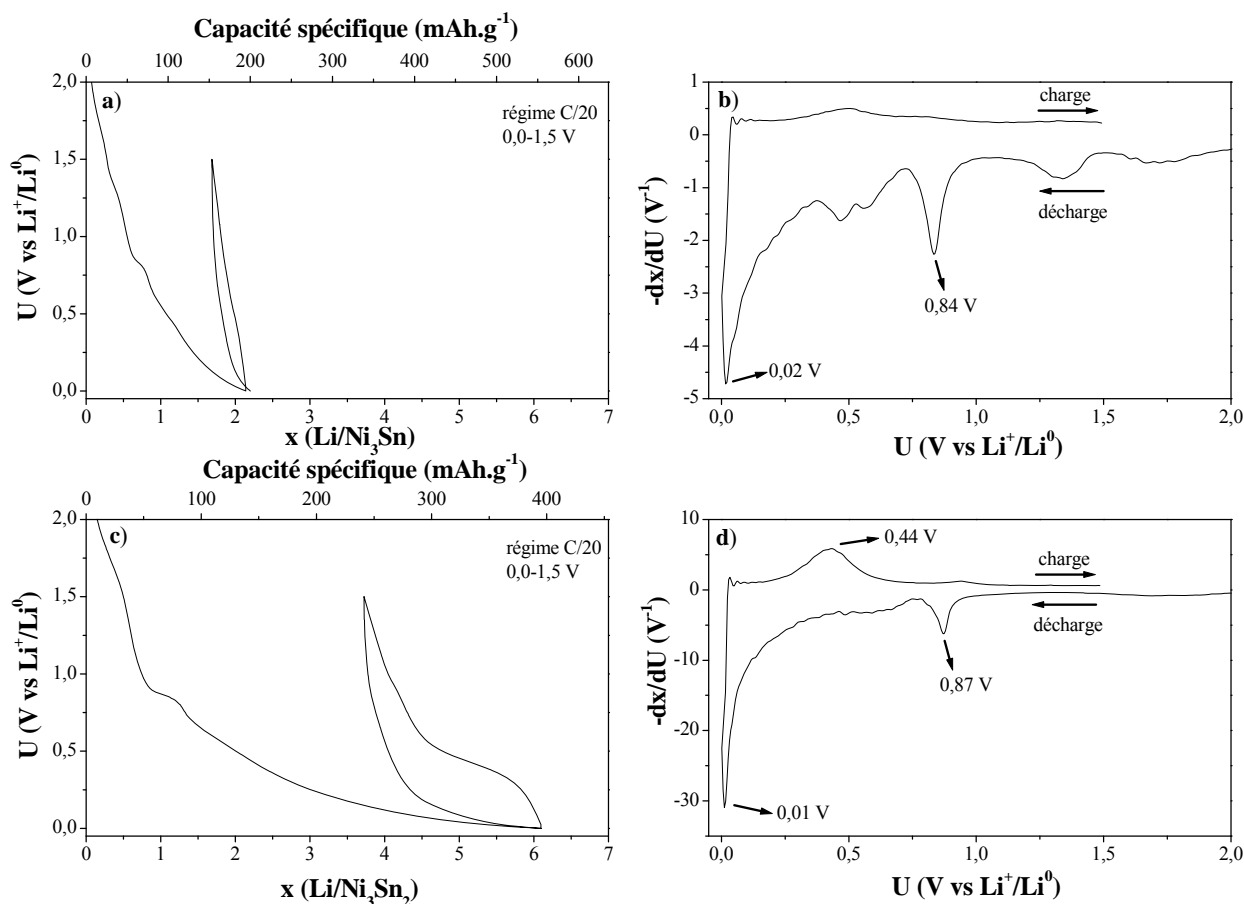 Capacité spécifique (mAh.g-1)
0 100 200 300 400 500 600
a)
régime C/20
0,0-1,5 V
2,0
1,5
1,0
0,5
0,0
U (V vs Li+/Li0)
0 1 2 3 4 5 6 7
x (Li/Ni3Sn)
b)
charge
décharge
0,84 V
0,02 V
1
0
-1
-2
-3
-4
-5
-dx/dU (V-1)
0,0 0,5 1,0 1,5 2,0
U (V vs Li+/Li0)
Capacité spécifique (mAh.g-1)
0 100 200 300 400
c)
régime C/20
0,0-1,5 V
2,0
1,5
1,0
0,5
0,0
U (V vs Li+/Li0)
0 1 2 3 4 5 6 7
x (Li/Ni3Sn2)
d)
0,44 V
charge
décharge
0,87 V
0,01 V
10
0
-10
-20
-30
-dx/dU (V-1)
0,0 0,5 1,0 1,5 2,0
U (V vs Li+/Li0)